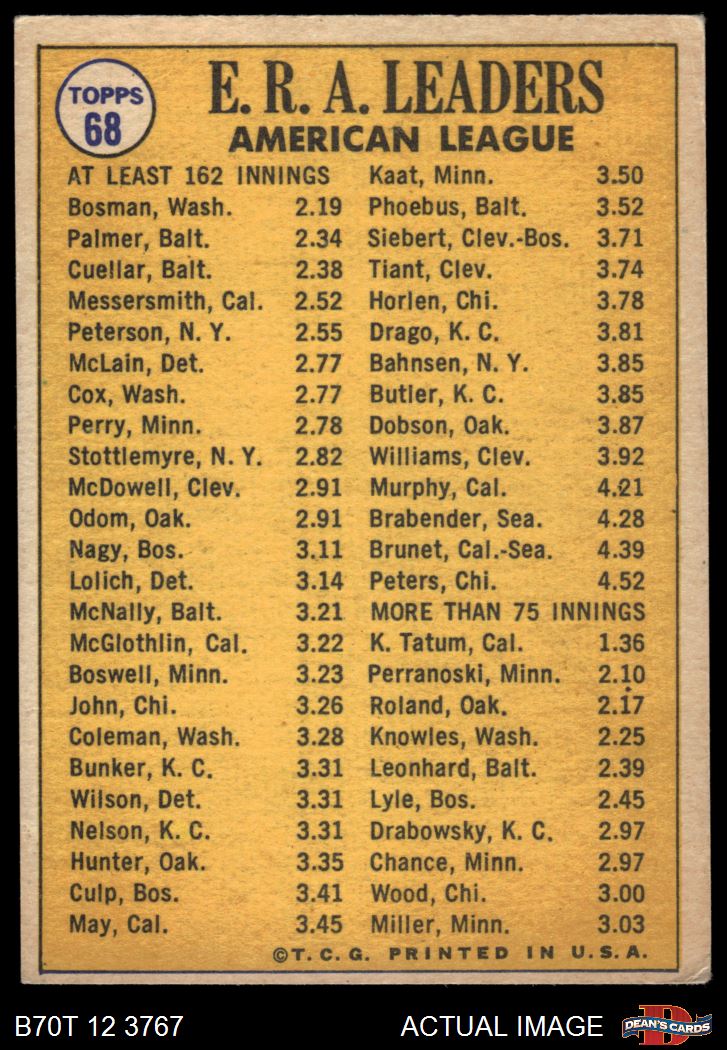 TOPPS
68
E. R. A. LEADERS
AMERICAN LEAGUE
AT LEAST 162 INNINGS
Bosman, Wash. 2.19
Palmer, Balt. 2.34
Cuellar, Balt. 2.38
Messersmith, Cal. 2.52
Peterson, N. Y. 2.55
McLain, Det. 2.77
Cox, Wash. 2.77
Perry, Minn. 2.78
Stottlemyre, N. Y. 2.82
McDowell, Clev. 2.91
Odom, Oak. 2.91
Nagy, Bos. 3.11
Lolich, Det. 3.14
McNally, Balt. 3.21
McGlothlin, Cal. 3.22
Boswell, Minn. 3.23
John, Chi. 3.26
Coleman, Wash. 3.28
Bunker, K. C. 3.31
Wilson, Det. 3.31
Nelson, K. C. 3.31
Hunter, Oak. 3.35
Culp, Bos. 3.41
May, Cal. 3.45
Kaat, Minn. 3.50
Phoebus, Balt. 3.52
Siebert, Clev.-Bos. 3.71
Tiant, Clev. 3.74
Horlen, Chi. 3.78
Drago, K. C. 3.81
Bahnsen, N. Y. 3.85
Butler, K. C. 3.85
Dobson, Oak. 3.87
Williams, Clev. 3.92
Murphy, Cal. 4.21
Brabender, Sea. 4.28
Brunet, Cal.-Sea. 4.39
Peters, Chi. 4.52
MORE THAN 75 INNINGS
K. Tatum, Cal. 1.36
Perranoski, Minn. 2.10
Roland, Oak. 2.17
Knowles, Wash. 2.25
Leonhard, Balt. 2.39
Lyle, Bos. 2.45
Drabowsky, K. C. 2.97
Chance, Minn. 2.97
Wood, Chi. 3.00
Miller, Minn. 3.03
©T. C. G. PRINTED IN U. S. A.
B70T 12 3767
ACTUAL IMAGE
D
DEAN'S CARDS